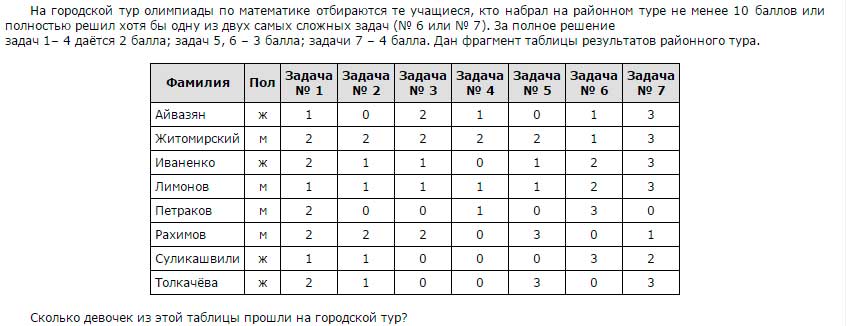 На городской тур олимпиады по математике отбираются те учащиеся, кто набрал на районном туре не менее 10 баллов или
полностью решил хотя бы одну из двух самых сложных задач (№ 6 или № 7). За полное решение
задач 1– 4 даётся 2 балла; задач 5, 6 – 3 балла; задачи 7 – 4 балла. Дан фрагмент таблицы результатов районного тура.
Фамилия Пол Задача № 1 Задача № 2 Задача № 3 Задача № 4 Задача № 5 Задача № 6 Задача № 7
Айвазян ж 1 0 2 1 0 1 3
Житомирский м 2 2 2 2 2 1 3
Иваненко ж 2 1 1 0 1 2 3
Лимонов м 1 1 1 1 1 2 3
Петраков м 2 0 0 1 0 3 0
Рахимов м 2 2 2 0 3 0 1
Суликашвили ж 1 1 0 0 0 3 2
Толкачёва ж 2 1 0 0 3 0 3
Сколько девочек из этой таблицы прошли на городской тур?